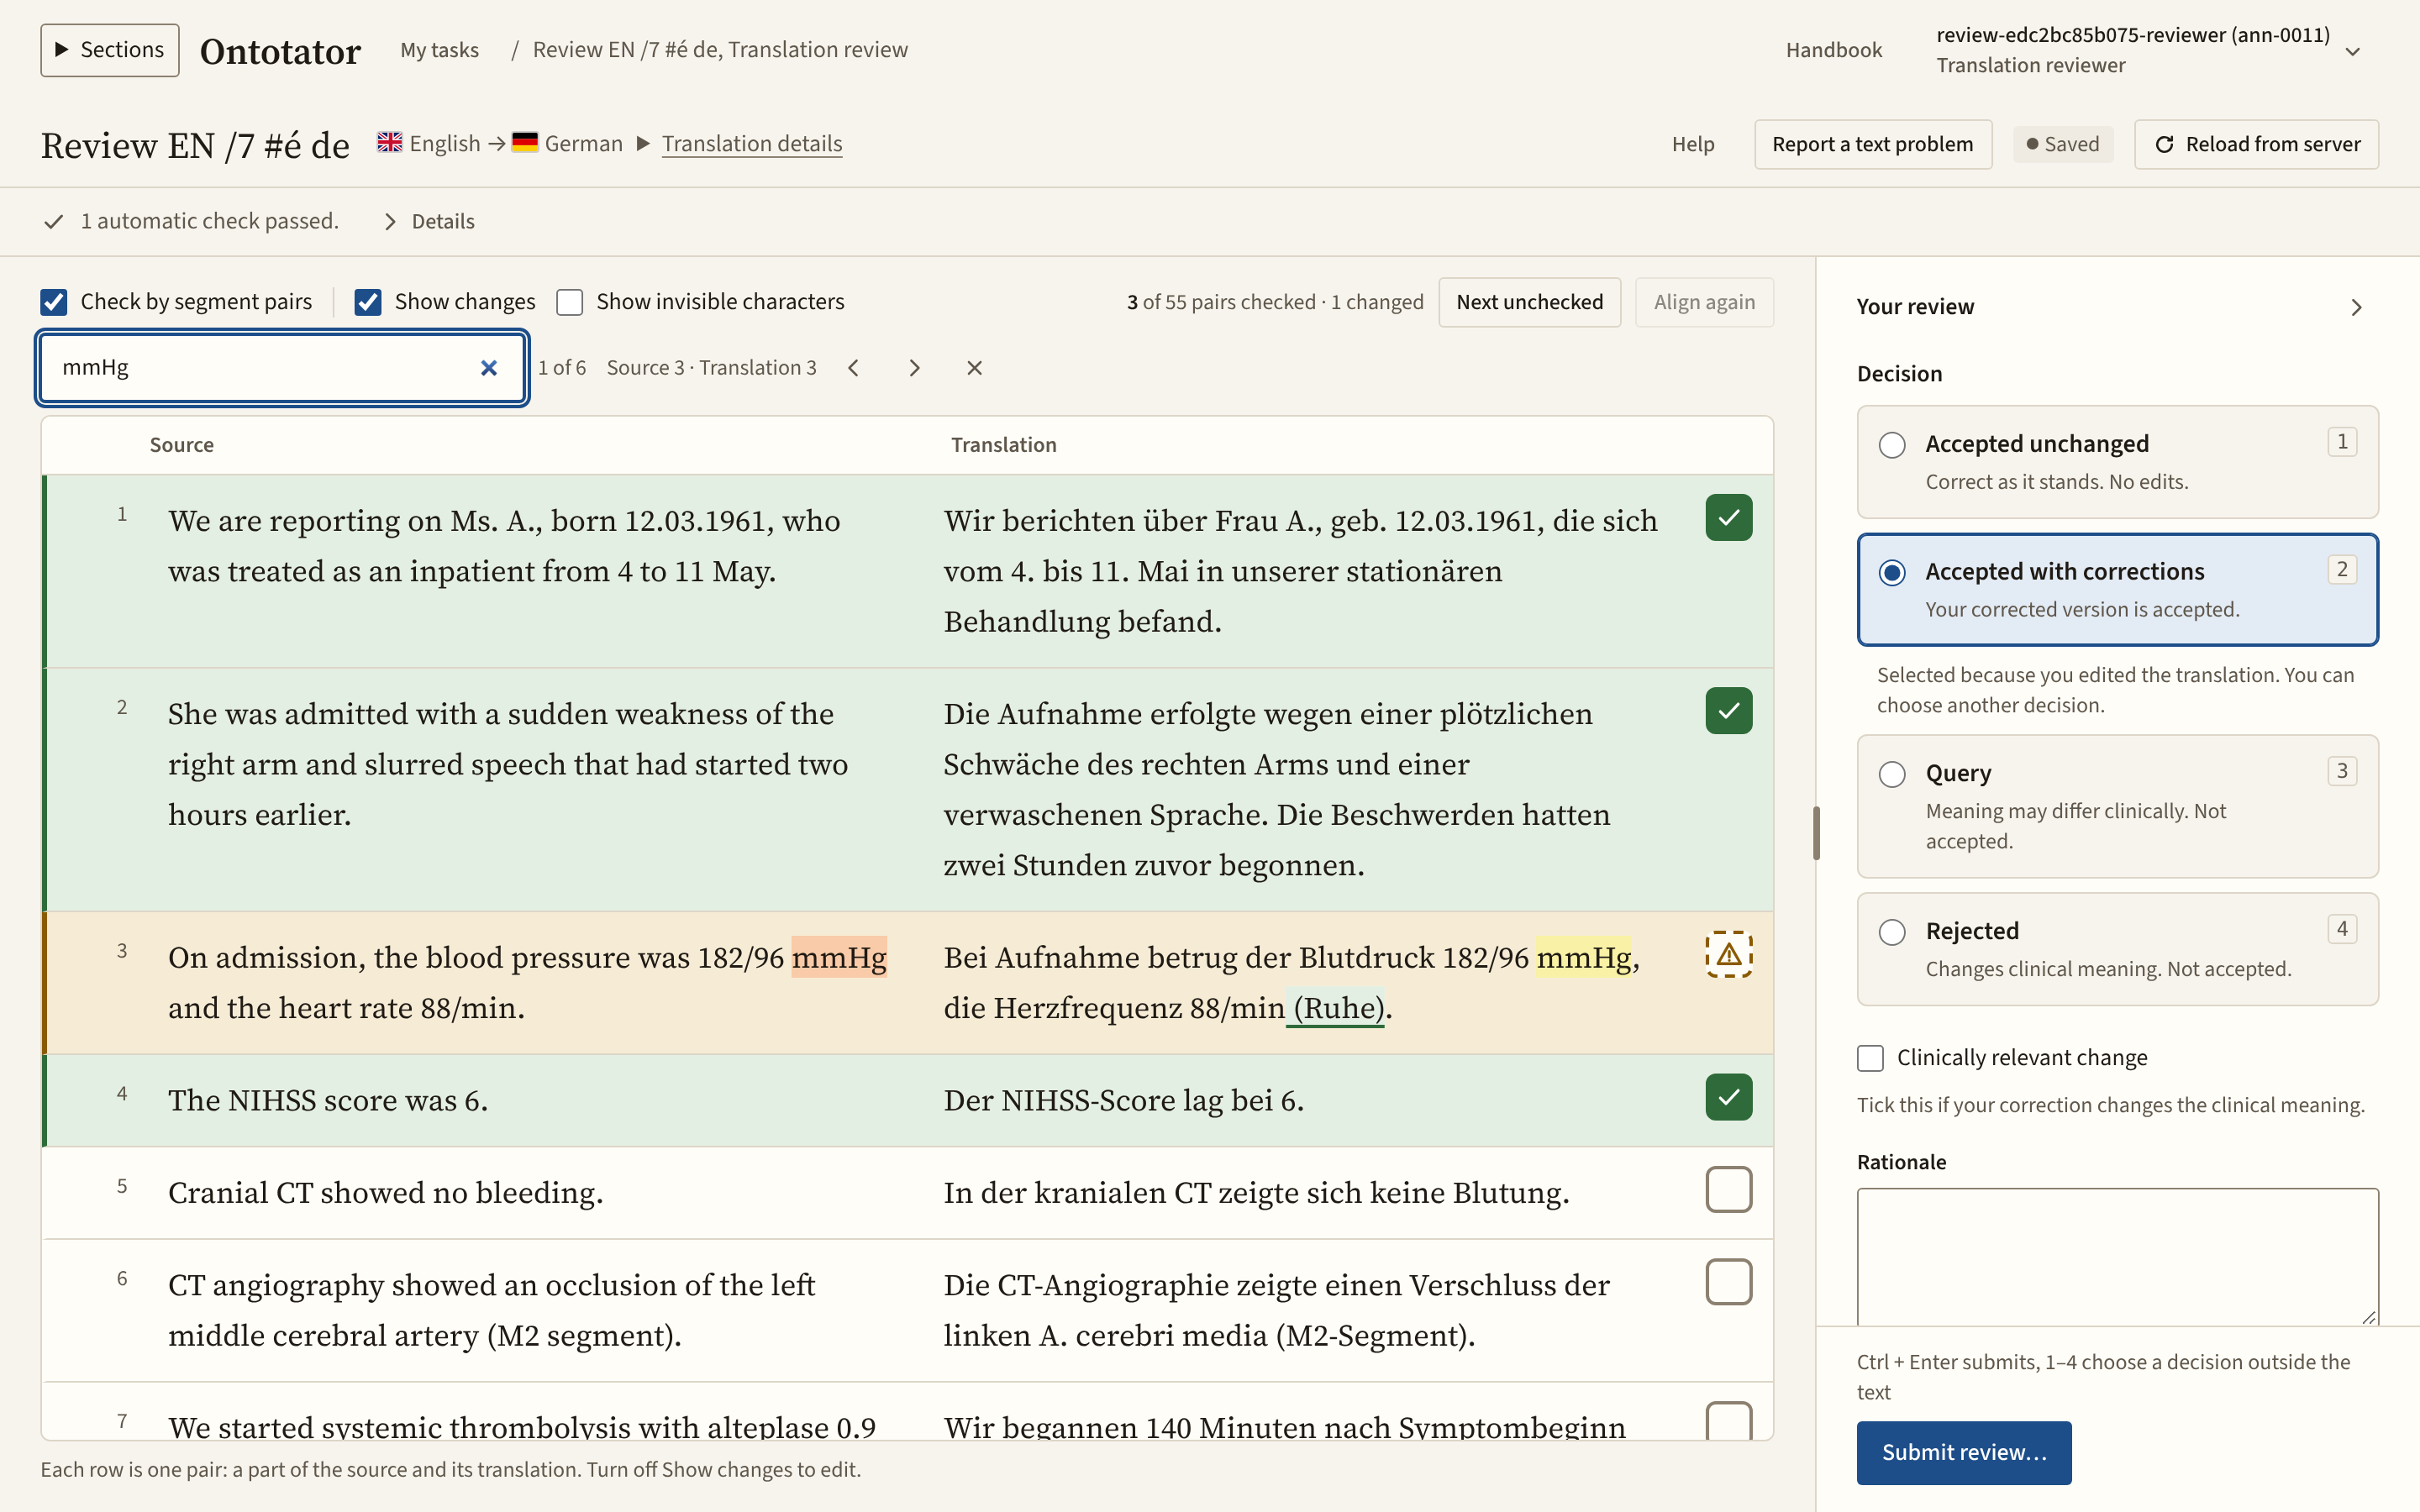 Sections
Ontotator
My tasks / Review EN /7 #é de, Translation review
Handbook
review-edc2bc85b075-reviewer (ann-0011)
Translation reviewer
Review EN /7 #é de
English → German
Translation details
Help
Report a text problem
Saved
Reload from server
1 automatic check passed.
Details
Check by segment pairs
Show changes
Show invisible characters
3 of 55 pairs checked · 1 changed
Next unchecked
Align again
mmHg
1 of 6
Source 3 · Translation 3
Source
Translation
1
We are reporting on Ms. A., born 12.03.1961, who
was treated as an inpatient from 4 to 11 May.
Wir berichten über Frau A., geb. 12.03.1961, die sich
vom 4. bis 11. Mai in unserer stationären
Behandlung befand.
2
She was admitted with a sudden weakness of the
right arm and slurred speech that had started two
hours earlier.
Die Aufnahme erfolgte wegen einer plötzlichen
Schwäche des rechten Arms und einer
verwaschenen Sprache. Die Beschwerden hatten
zwei Stunden zuvor begonnen.
3
On admission, the blood pressure was 182/96 mmHg
and the heart rate 88/min.
Bei Aufnahme betrug der Blutdruck 182/96 mmHg,
die Herzfrequenz 88/min (Ruhe).
4
The NIHSS score was 6.
Der NIHSS-Score lag bei 6.
5
Cranial CT showed no bleeding.
In der kranialen CT zeigte sich keine Blutung.
6
CT angiography showed an occlusion of the left
middle cerebral artery (M2 segment).
Die CT-Angiographie zeigte einen Verschluss der
linken A. cerebri media (M2-Segment).
7
We started systemic thrombolysis with alteplase 0.9
Wir begannen 140 Minuten nach Symptombeginn
Each row is one pair: a part of the source and its translation. Turn off Show changes to edit.
Your review
Decision
Accepted unchanged
1
Correct as it stands. No edits.
Accepted with corrections
2
Your corrected version is accepted.
Selected because you edited the translation. You can
choose another decision.
Query
3
Meaning may differ clinically. Not
accepted.
Rejected
4
Changes clinical meaning. Not accepted.
Clinically relevant change
Tick this if your correction changes the clinical meaning.
Rationale
Ctrl + Enter submits, 1–4 choose a decision outside the
text
Submit review…